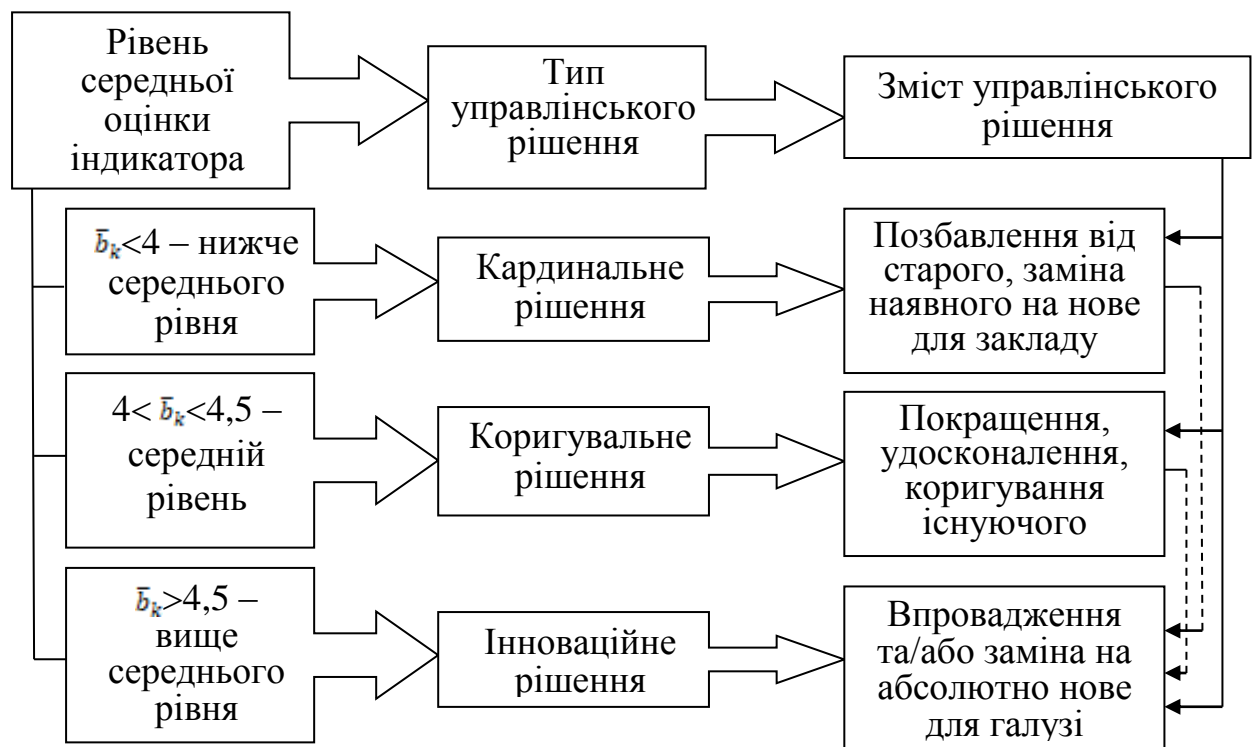 Рівень
середньої
оцінки
індикатора
Тип
управлінського
рішення
Зміст управлінського
рішення
b̄ₖ<4 – нижче
середнього
рівня
Кардинальне
рішення
Позбавлення від
старого, заміна
наявного на нове
для закладу
4< b̄ₖ<4,5 –
середній
рівень
Коригувальне
рішення
Покращення,
удосконалення,
коригування
існуючого
b̄ₖ>4,5 –
вище
середнього
рівня
Інноваційне
рішення
Впровадження
та/або заміна на
абсолютно нове
для галузі